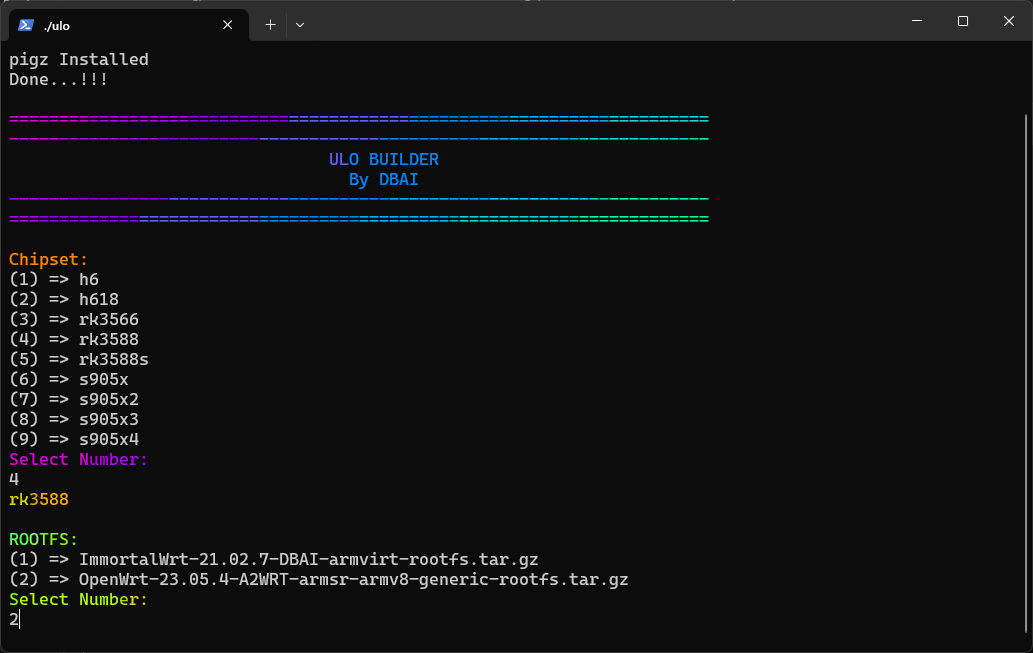 ./ulo
pigz Installed
Done...!!!
======================================================================
----------------------------------------------------------------------
ULO BUILDER
By DBAI
----------------------------------------------------------------------
======================================================================
Chipset:
(1) => h6
(2) => h618
(3) => rk3566
(4) => rk3588
(5) => rk3588s
(6) => s905x
(7) => s905x2
(8) => s905x3
(9) => s905x4
Select Number:
4
rk3588
ROOTFS:
(1) => ImmortalWrt-21.02.7-DBAI-armvirt-rootfs.tar.gz
(2) => OpenWrt-23.05.4-A2WRT-armsr-armv8-generic-rootfs.tar.gz
Select Number:
2